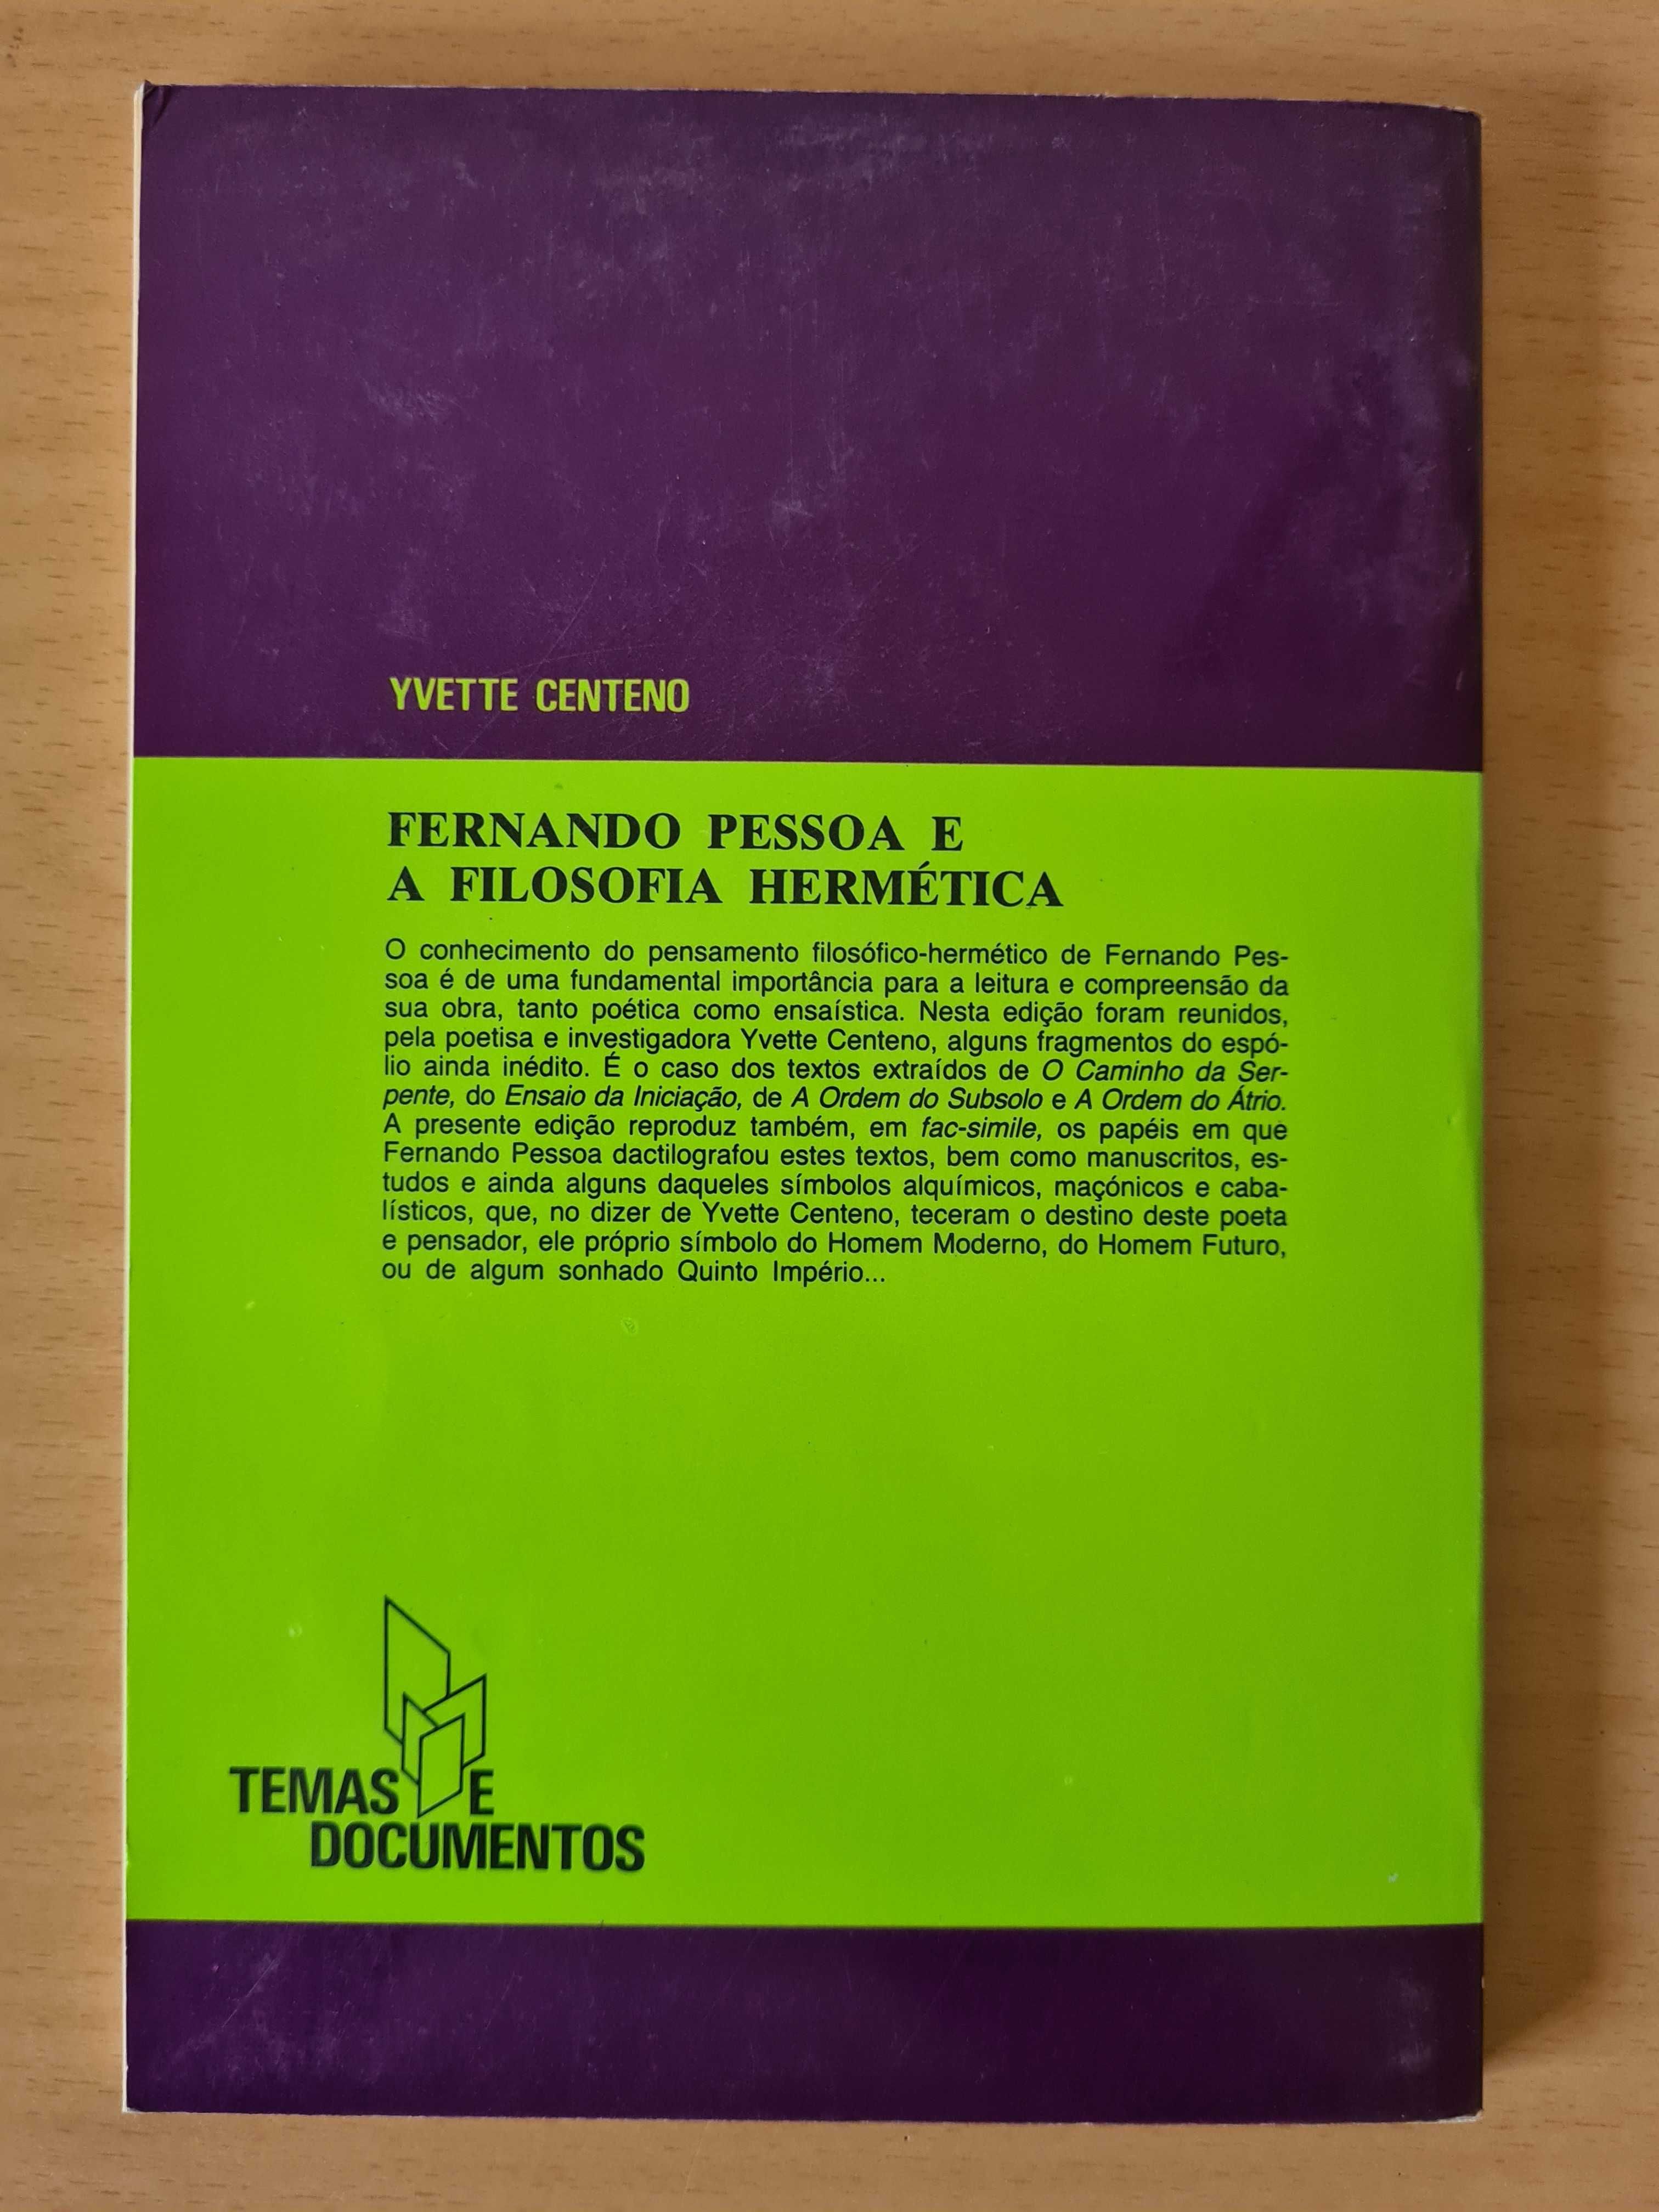 YVETTE CENTENO
FERNANDO PESSOA E
A FILOSOFIA HERMÉTICA
O conhecimento do pensamento filosófico-hermético de Fernando Pes-
soa é de uma fundamental importância para a leitura e compreensão da
sua obra, tanto poética como ensaística. Nesta edição foram reunidos,
pela poetisa e investigadora Yvette Centeno, alguns fragmentos do espó-
lio ainda inédito. É o caso dos textos extraídos de O Caminho da Ser-
pente, do Ensaio da Iniciação, de A Ordem do Subsolo e A Ordem do Átrio.
A presente edição reproduz também, em fac-simile, os papéis em que
Fernando Pessoa dactilografou estes textos, bem como manuscritos, es-
tudos e ainda alguns daqueles símbolos alquímicos, maçónicos e caba-
lísticos, que, no dizer de Yvette Centeno, teceram o destino deste poeta
e pensador, ele próprio símbolo do Homem Moderno, do Homem Futuro,
ou de algum sonhado Quinto Império...
TEMAS E
DOCUMENTOS